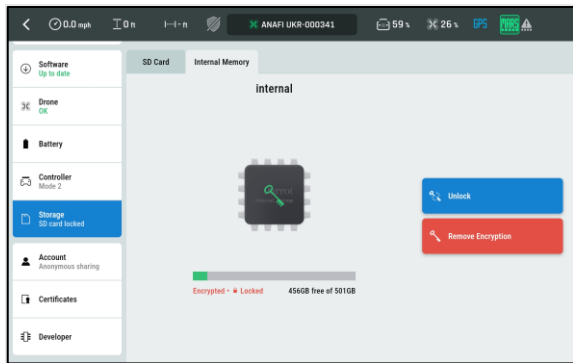 0.0 mph
0 ft
- ft
ANAFI UKR-000341
59 %
26 %
GPS
MARS
Software
Up to date
Drone
OK
Battery
Controller
Mode 2
Storage
SD card locked
Account
Anonymous sharing
Certificates
Developer
SD Card
Internal Memory
internal
Unlock
Remove Encryption
Encrypted - Locked
456GB free of 501GB